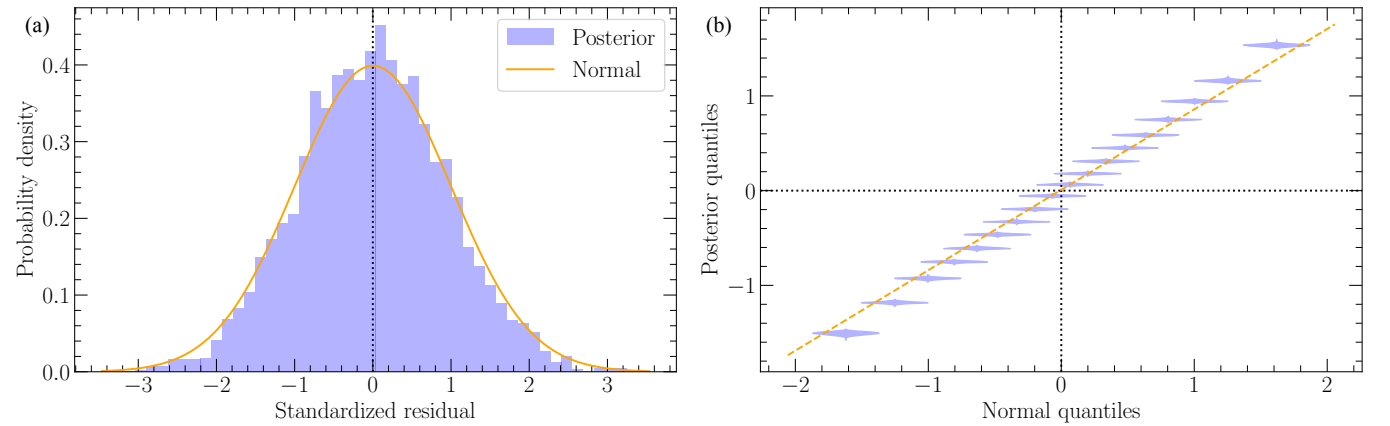 (a)
Posterior
Normal
Probability density
0.4
0.3
0.2
0.1
0.0
−3 −2 −1 0 1 2 3
Standardized residual
(b)
Posterior quantiles
1
0
−1
−2 −1 0 1 2
Normal quantiles